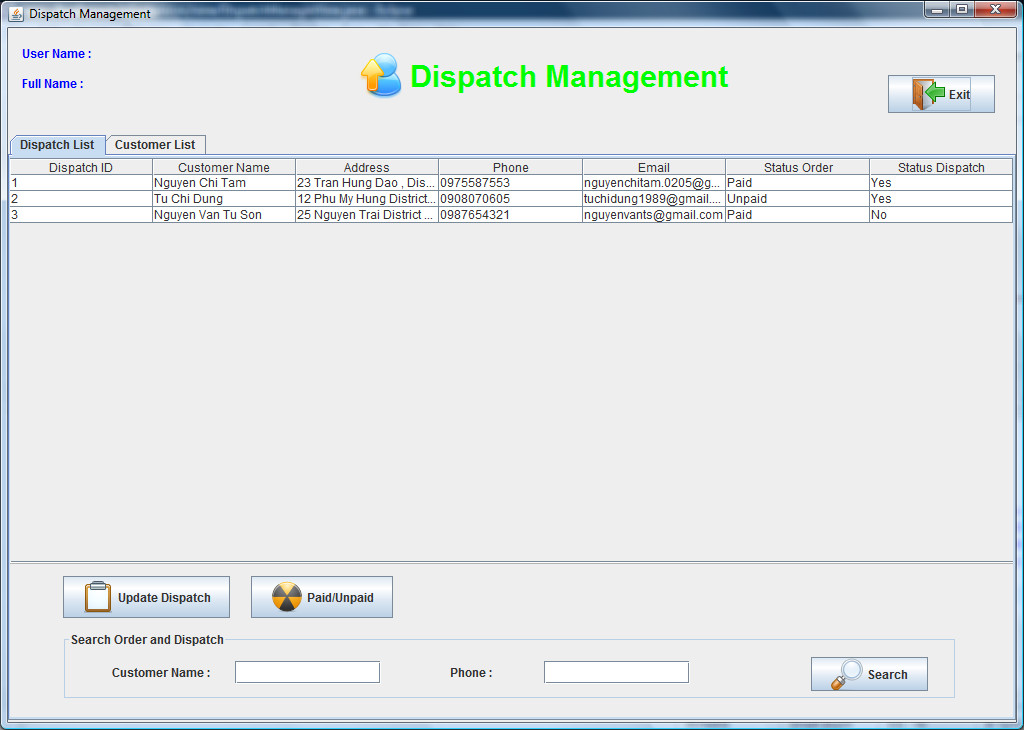 Dispatch Management
User Name :
Full Name :
Dispatch Management
Exit
Dispatch List Customer List
Dispatch ID Customer Name Address Phone Email Status Order Status Dispatch
1 Nguyen Chi Tam 23 Tran Hung Dao , Dis... 0975587553 nguyenchitam.0205@g... Paid Yes
2 Tu Chi Dung 12 Phu My Hung District... 0908070605 tuchidung1989@gmail.... Unpaid Yes
3 Nguyen Van Tu Son 25 Nguyen Trai District ... 0987654321 nguyenvants@gmail.com Paid No
Update Dispatch Paid/Unpaid
Search Order and Dispatch
Customer Name : Phone : Search